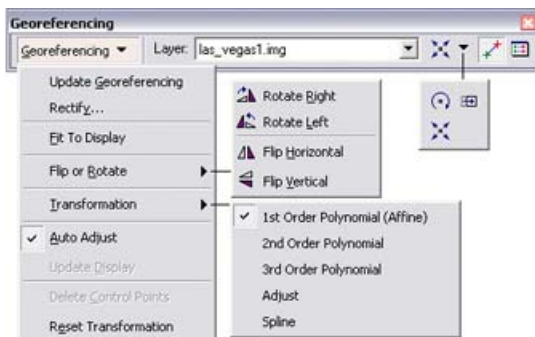 Georeferencing
Georeferencing
Layer: las_vegas1.img
Update Georeferencing
Rectify...
Fit To Display
Flip or Rotate
Transformation
Auto Adjust
Update Display
Delete Control Points
Reset Transformation
Rotate Right
Rotate Left
Flip Horizontal
Flip Vertical
1st Order Polynomial (Affine)
2nd Order Polynomial
3rd Order Polynomial
Adjust
Spline